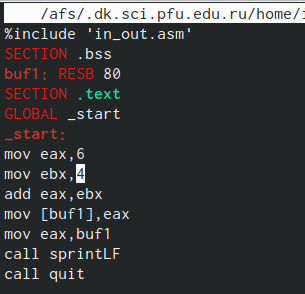 /afs/.dk.sci.pfu.edu.ru/home/
%include 'in_out.asm'
SECTION .bss
buf1: RESB 80
SECTION .text
GLOBAL _start
_start:
mov eax,6
mov ebx,4
add eax,ebx
mov [buf1],eax
mov eax,buf1
call sprintLF
call quit